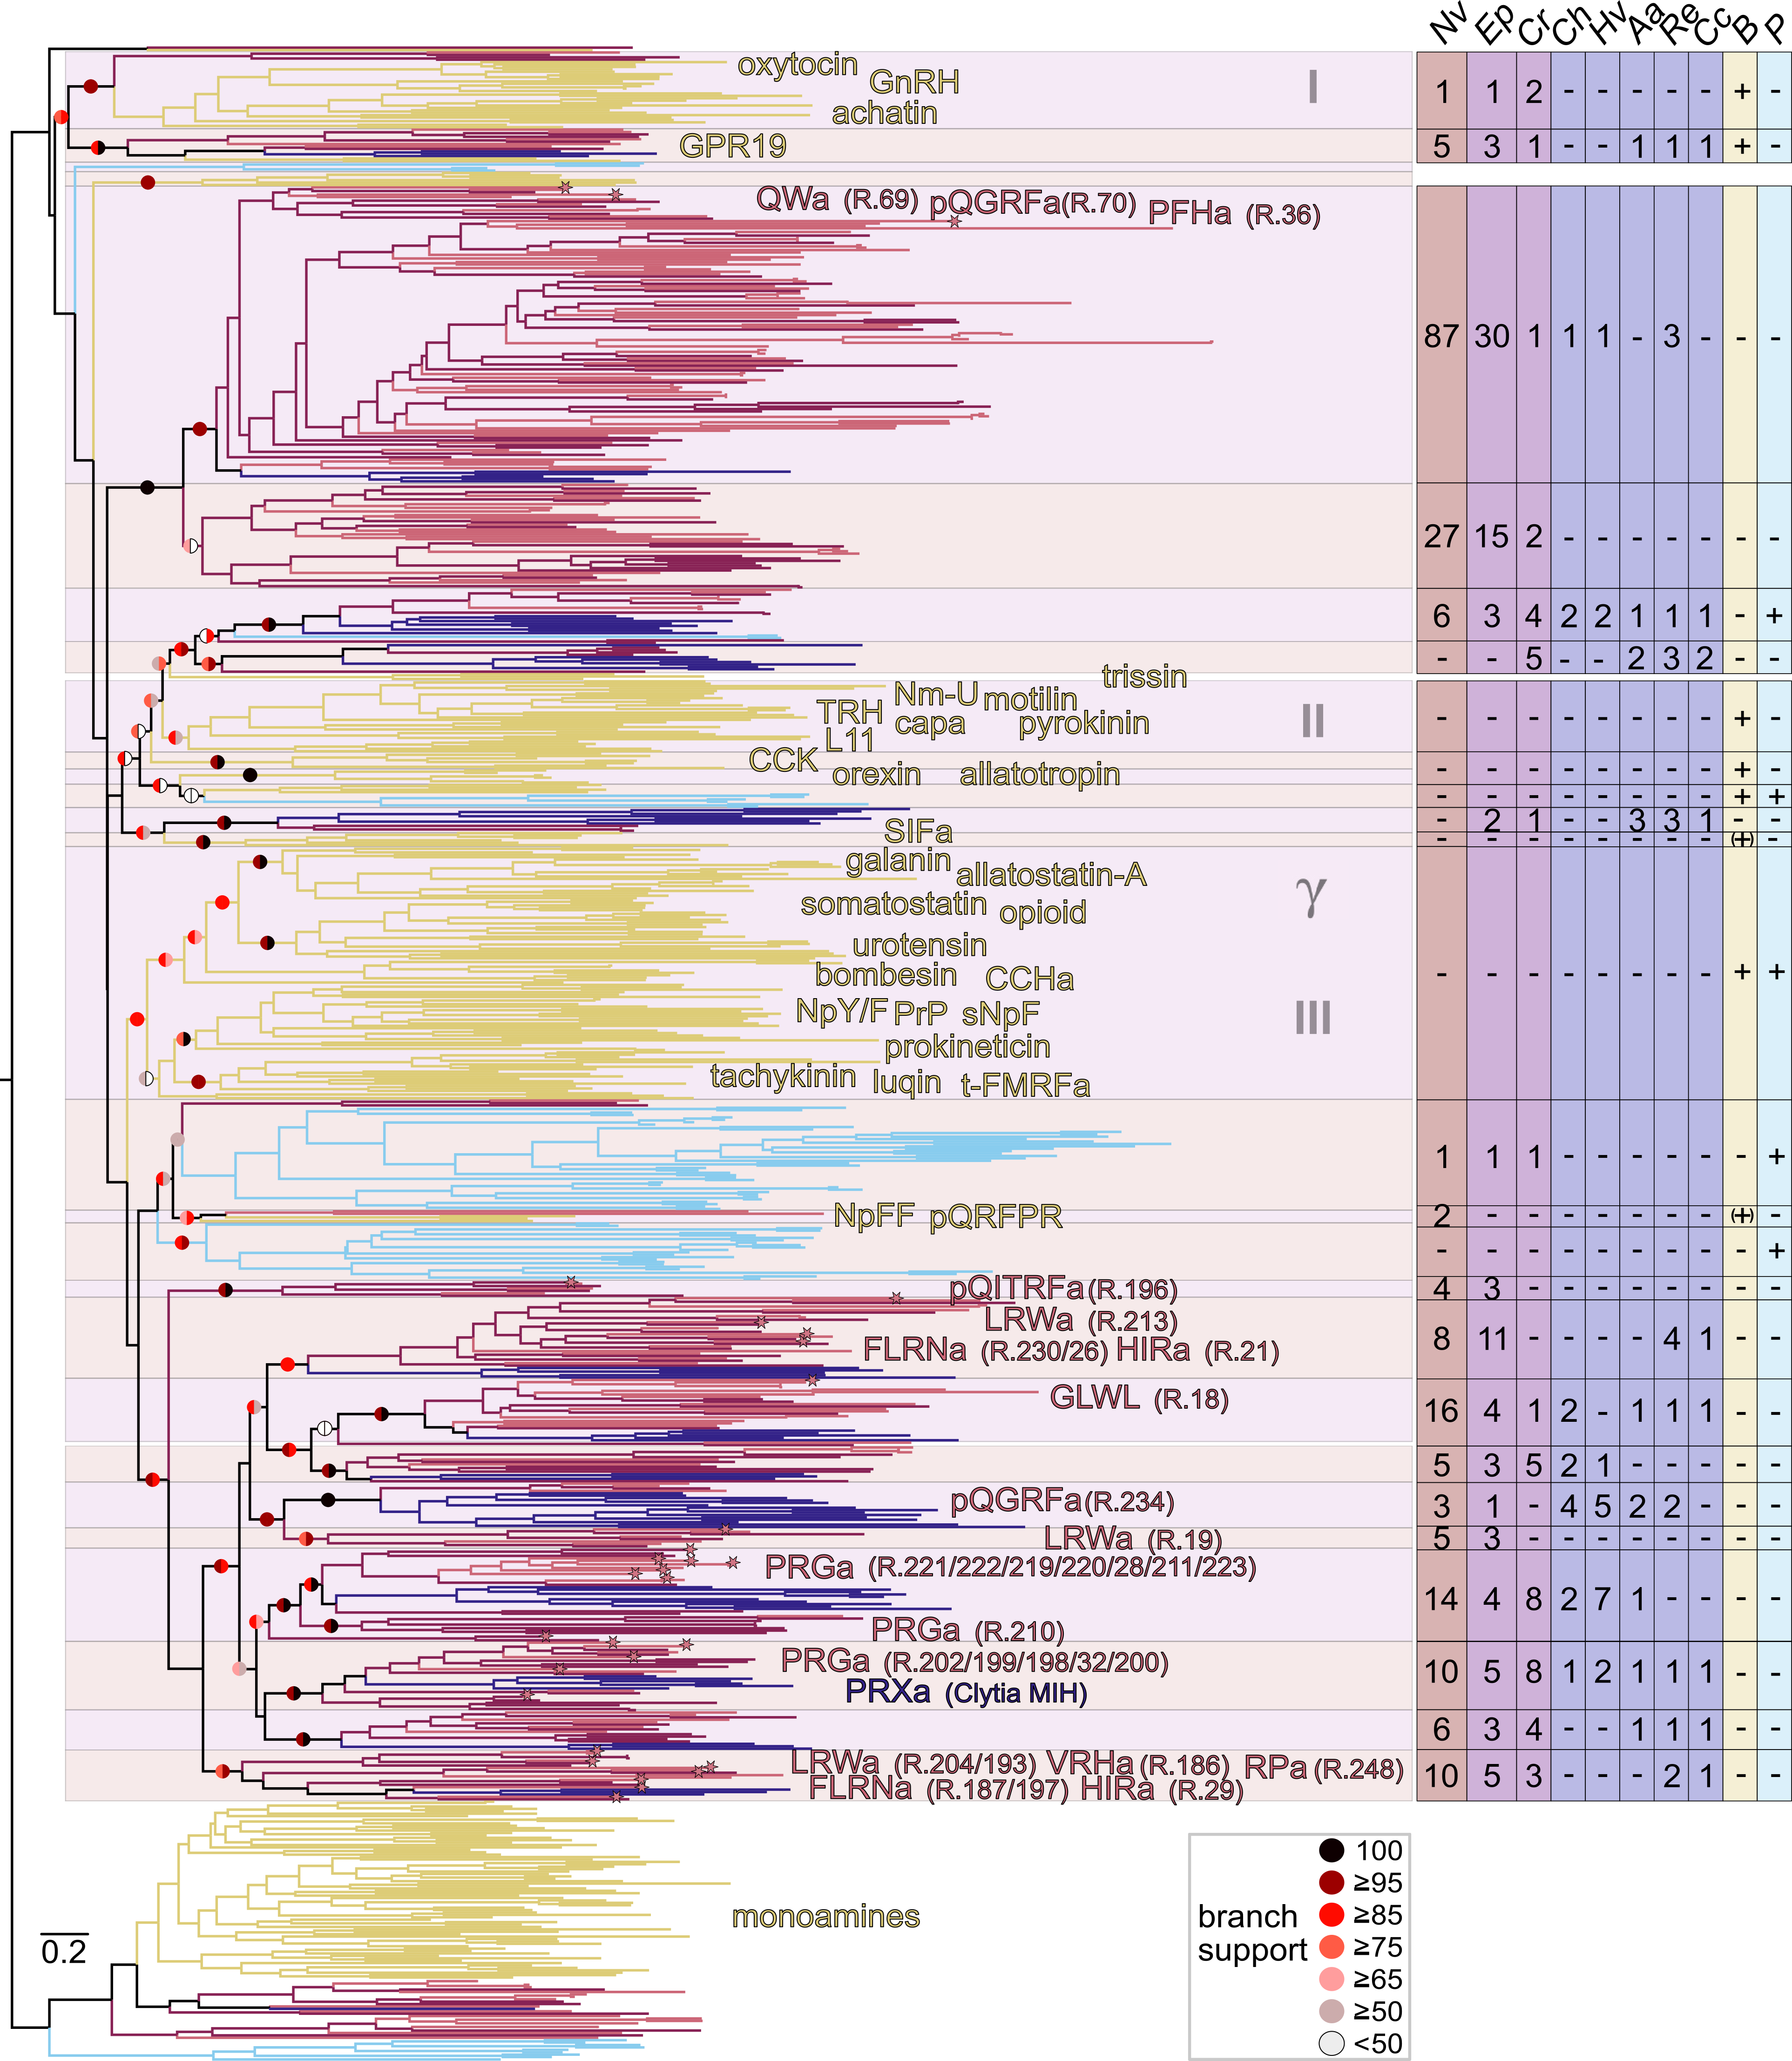 Nv Ep Cr Ch Hv Aa Re Cc B P
oxytocin
GnRH
achatin
I
1 1 2 - - - - - + -
GPR19
5 3 1 - - 1 1 1 + -
QWa (R.69) pQGRFa(R.70) PFHa (R.36)
87 30 1 1 1 - 3 - - -
27 15 2 - - - - - - -
6 3 4 2 2 1 1 1 - +
- - 5 - - 2 3 2 - -
trissin
Nm-U motilin
TRH capa pyrokinin
II
L11
- - - - - - - - + -
CCK
- - - - - - - - + -
orexin allatotropin
- - - - - - - - + +
- 2 1 - - 3 3 1 - -
SIFa
- - - - - - - - (+) -
galanin
allatostatin-A
γ
somatostatin opioid
urotensin
bombesin CCHa
- - - - - - - - + +
NpY/F PrP sNpF
III
prokineticin
tachykinin luqin t-FMRFa
1 1 1 - - - - - - +
NpFF pQRFPR
2 - - - - - - - (+) -
- - - - - - - - - +
pQITRFa(R.196)
4 3 - - - - - - - -
LRWa (R.213)
FLRNa (R.230/26) HIRa (R.21)
8 11 - - - - 4 1 - -
GLWL (R.18)
16 4 1 2 - 1 1 1 - -
5 3 5 2 1 - - - - -
pQGRFa(R.234)
3 1 - 4 5 2 2 - - -
LRWa (R.19)
5 3 - - - - - - - -
PRGa (R.221/222/219/220/28/211/223)
14 4 8 2 7 1 - - - -
PRGa (R.210)
PRGa (R.202/199/198/32/200)
10 5 8 1 2 1 1 1 - -
PRXa (Clytia MIH)
6 3 4 - - 1 1 1 - -
LRWa (R.204/193) VRHa (R.186) RPa (R.248)
FLRNa (R.187/197) HIRa (R.29)
10 5 3 - - - 2 1 - -
monoamines
0.2
branch support
100
≥95
≥85
≥75
≥65
≥50
<50